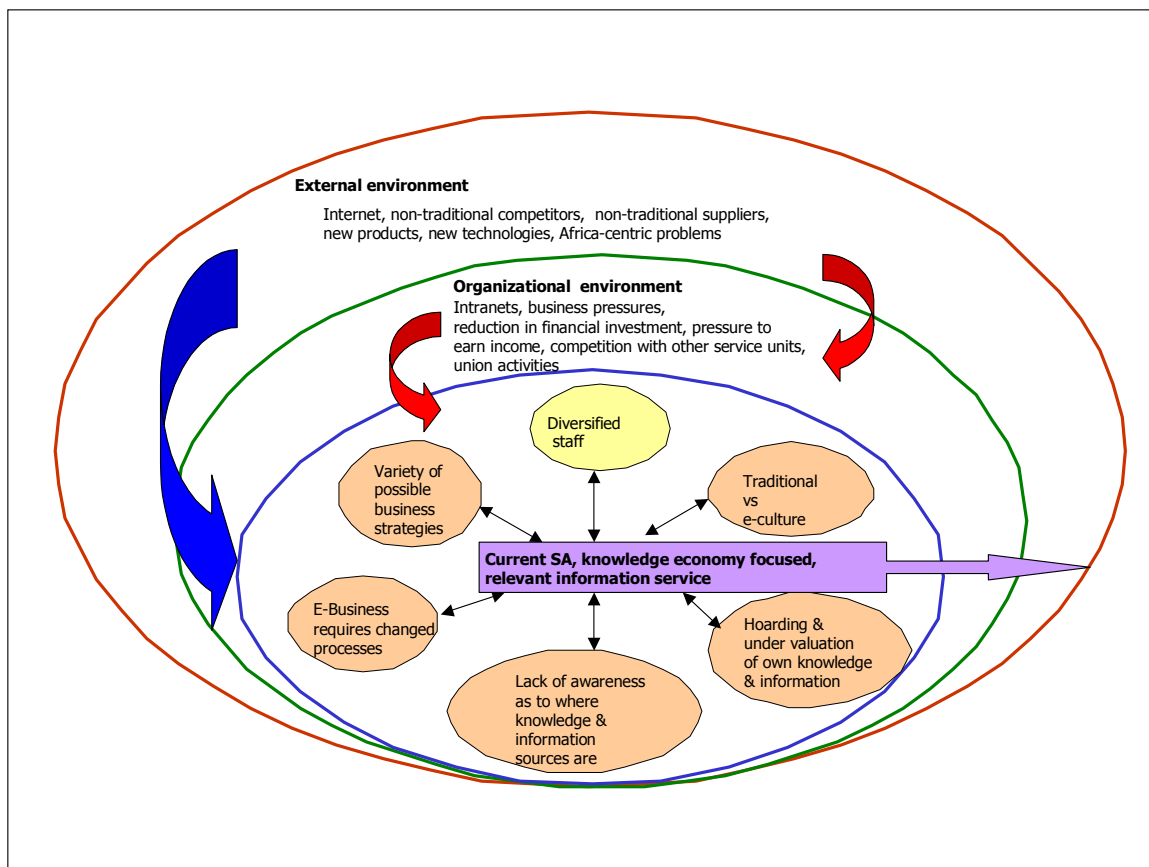 External environment
Internet, non-traditional competitors, non-traditional suppliers,
new products, new technologies, Africa-centric problems
Organizational environment
Intranets, business pressures,
reduction in financial investment, pressure to
earn income, competition with other service units,
union activities
Diversified
staff
Variety of
possible
business
strategies
Traditional
vs
e-culture
Current SA, knowledge economy focused,
relevant information service
E-Business
requires changed
processes
Hoarding &
under valuation
of own knowledge
& information
Lack of awareness
as to where
knowledge &
information
sources are